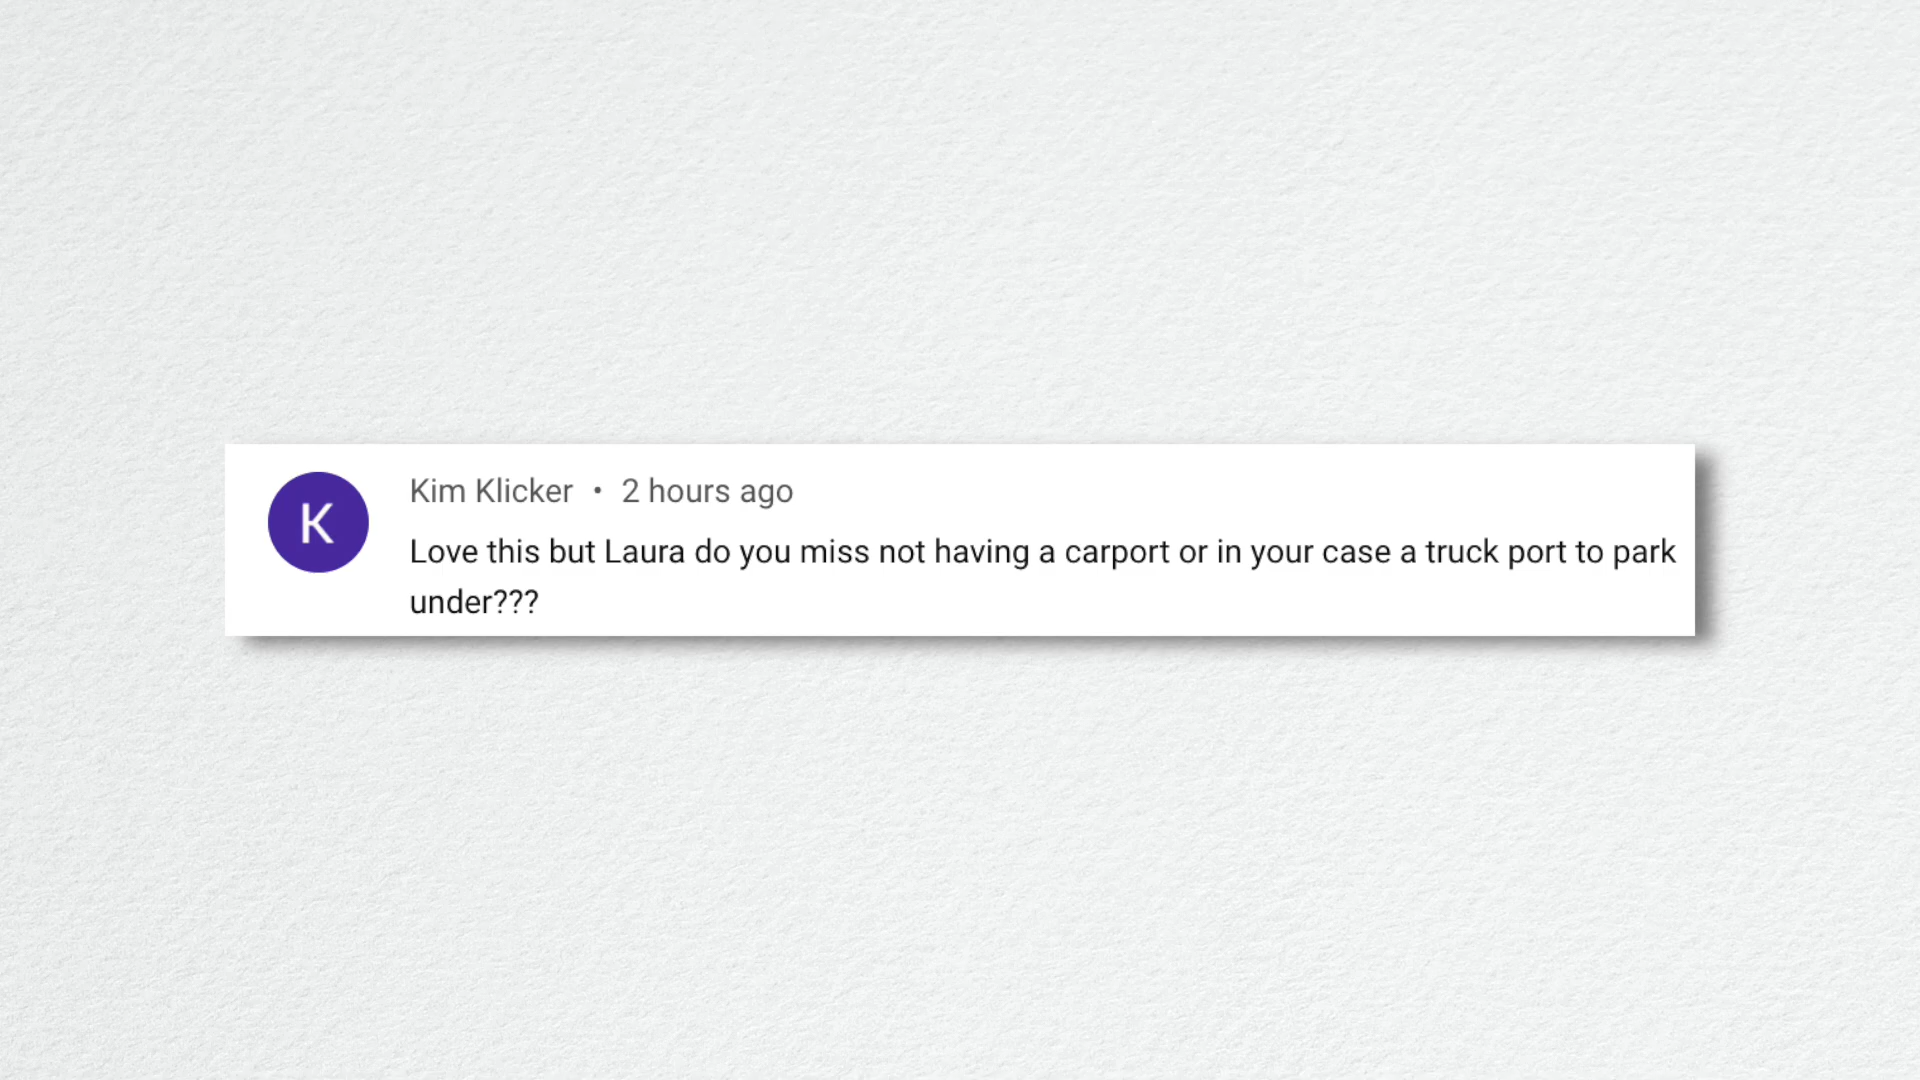 K
Kim Klicker • 2 hours ago
Love this but Laura do you miss not having a carport or in your case a truck port to park
under???